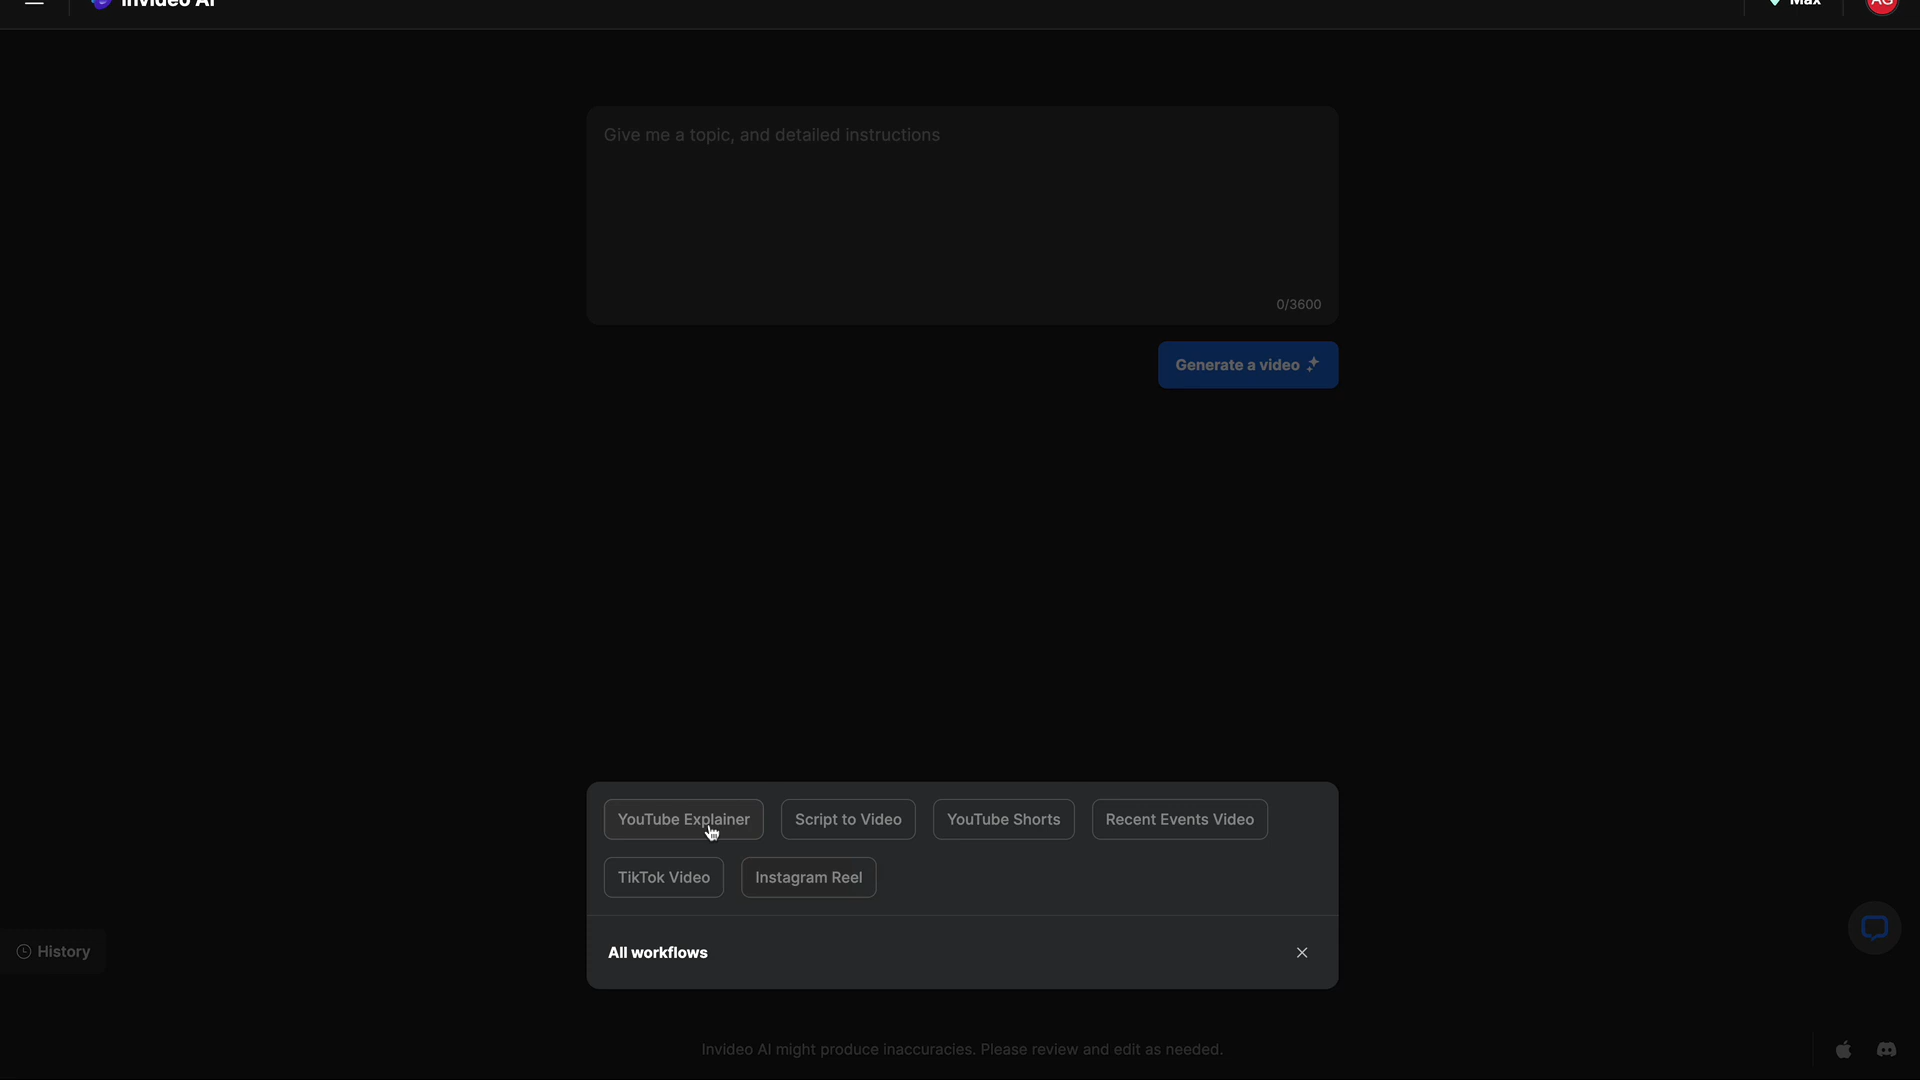 invideo AI
Max
AG
Give me a topic, and detailed instructions
0/3600
Generate a video
YouTube Explainer
Script to Video
YouTube Shorts
Recent Events Video
TikTok Video
Instagram Reel
All workflows
History
Invideo AI might produce inaccuracies. Please review and edit as needed.